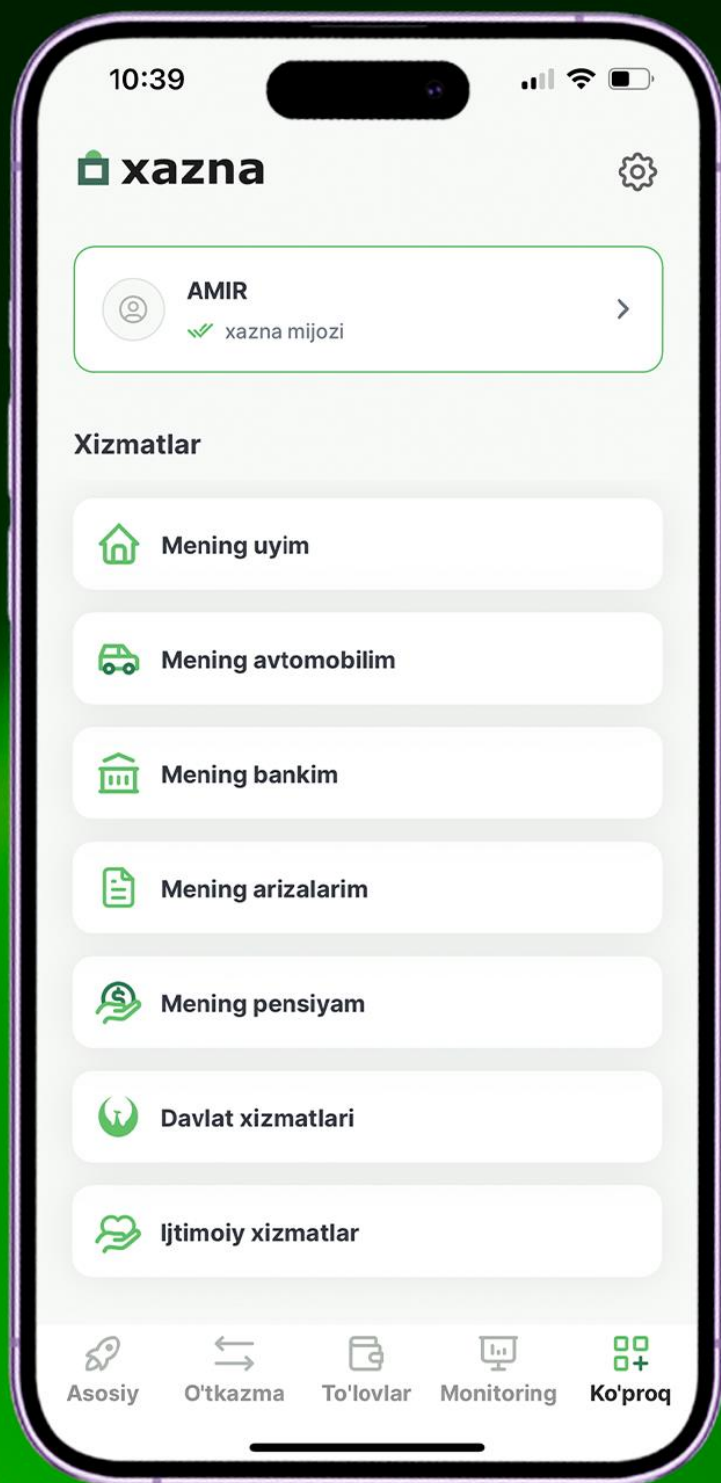 10:39
xazna
AMIR
xazna mijozi
Xizmatlar
Mening uyim
Mening avtomobilim
Mening bankim
Mening arizalarim
Mening pensiyam
Davlat xizmatlari
Ijtimoiy xizmatlar
Asosiy O'tkazma To'lovlar Monitoring Ko'proq